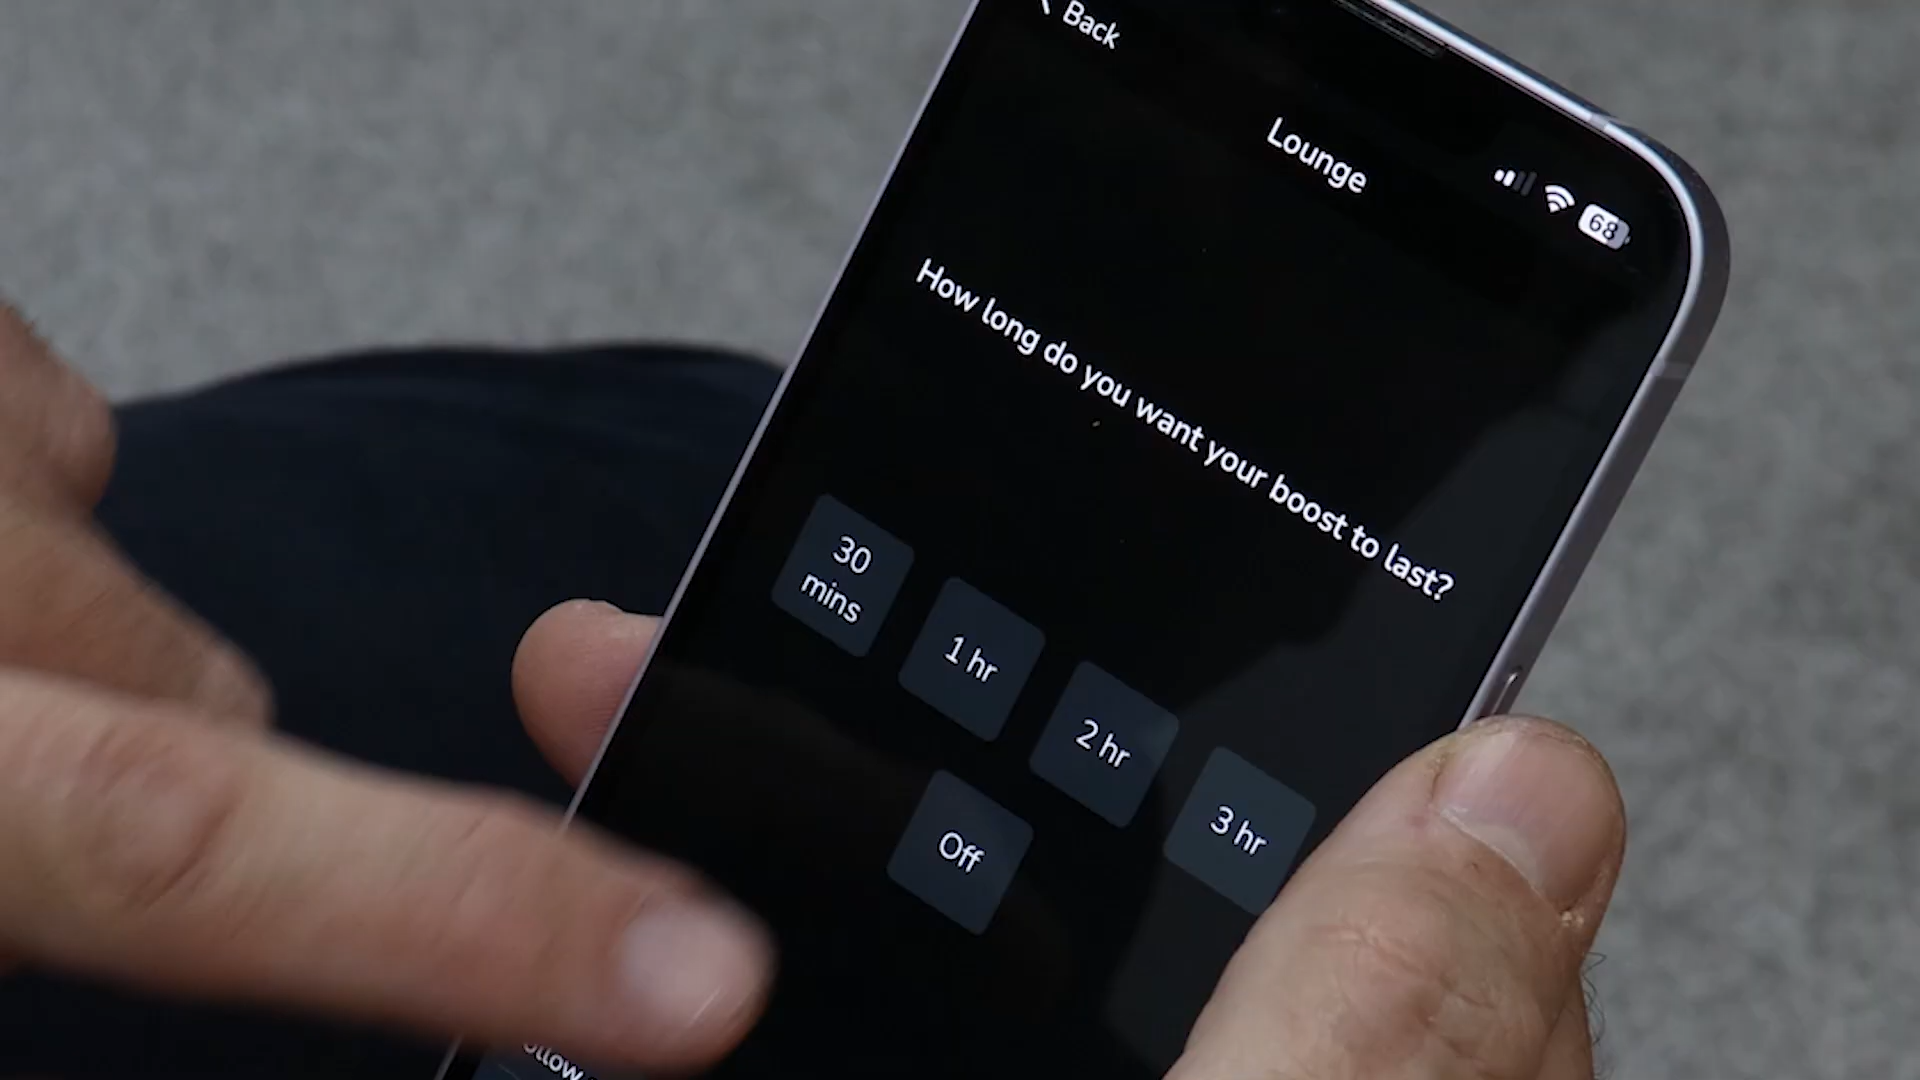 Back
Lounge
68
How long do you want your boost to last?
30
mins
1 hr
2 hr
3 hr
Off